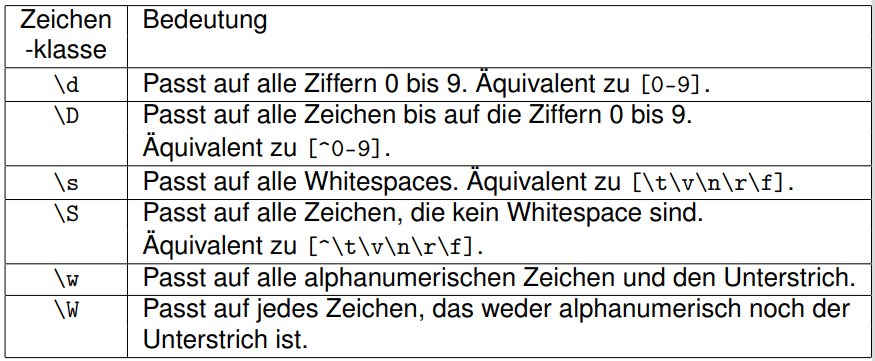 Zeichen Bedeutung
-klasse
\d Passt auf alle Ziffern 0 bis 9. Äquivalent zu [0-9].
\D Passt auf alle Zeichen bis auf die Ziffern 0 bis 9.
Äquivalent zu [^0-9].
\s Passt auf alle Whitespaces. Äquivalent zu [\t\v\n\r\f].
\S Passt auf alle Zeichen, die kein Whitespace sind.
Äquivalent zu [^\t\v\n\r\f].
\w Passt auf alle alphanumerischen Zeichen und den Unterstrich.
\W Passt auf jedes Zeichen, das weder alphanumerisch noch der
Unterstrich ist.